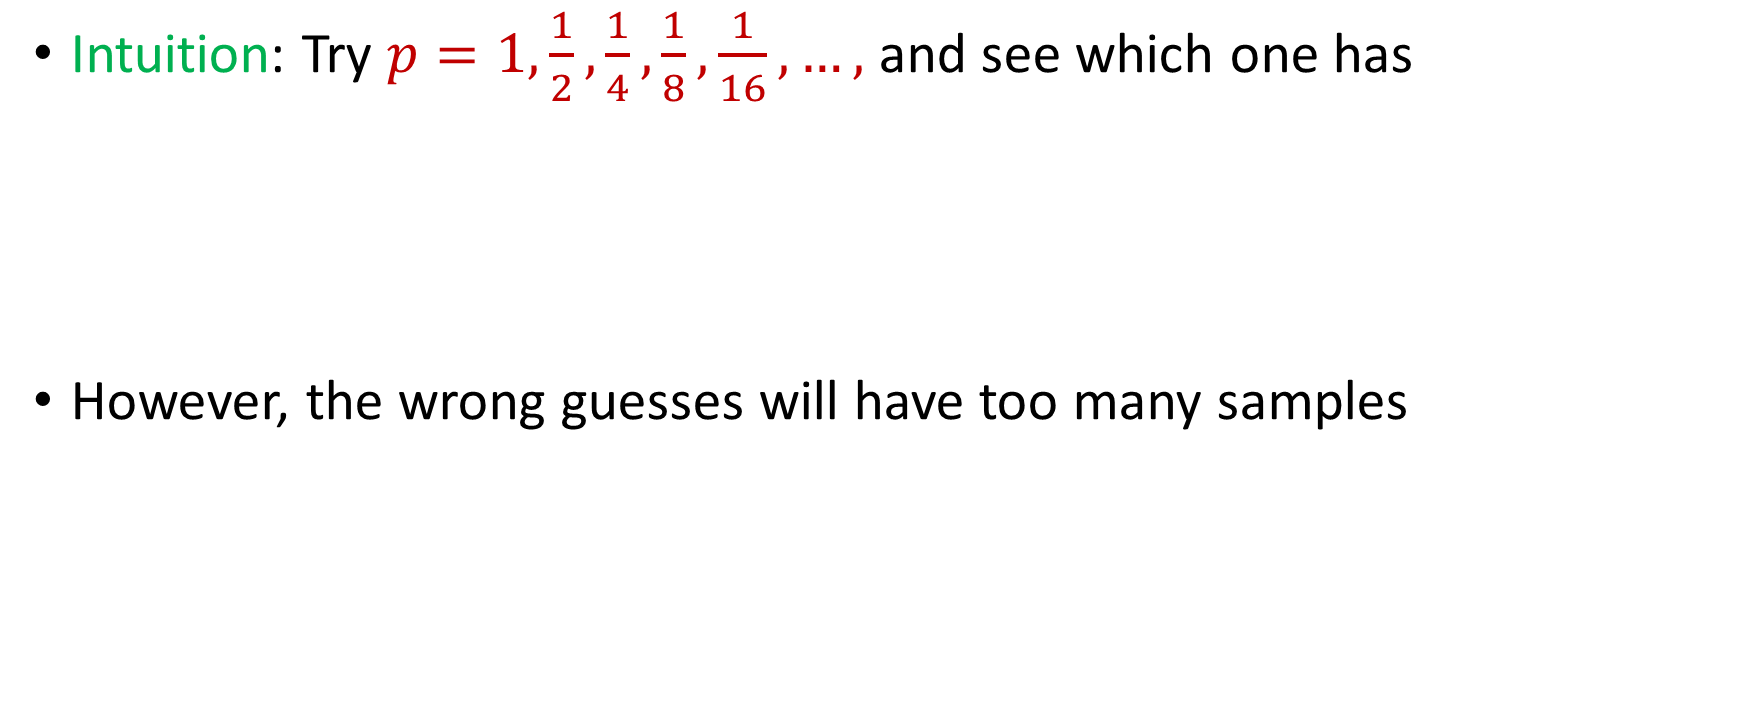 • Intuition: Try p = 1, 1/2, 1/4, 1/8, 1/16, ..., and see which one has
• However, the wrong guesses will have too many samples